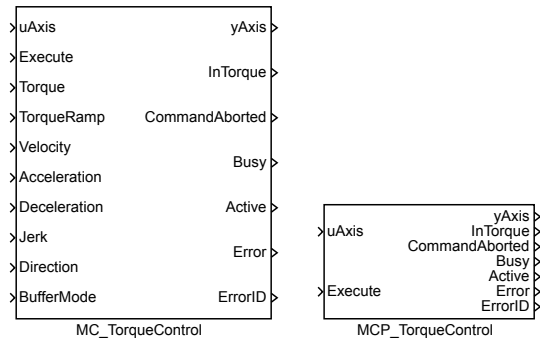 uAxis
Execute
Torque
TorqueRamp
Velocity
Acceleration
Deceleration
Jerk
Direction
BufferMode
yAxis
InTorque
CommandAborted
Busy
Active
Error
ErrorID
MC_TorqueControl
uAxis
Execute
yAxis
InTorque
CommandAborted
Busy
Active
Error
ErrorID
MCP_TorqueControl